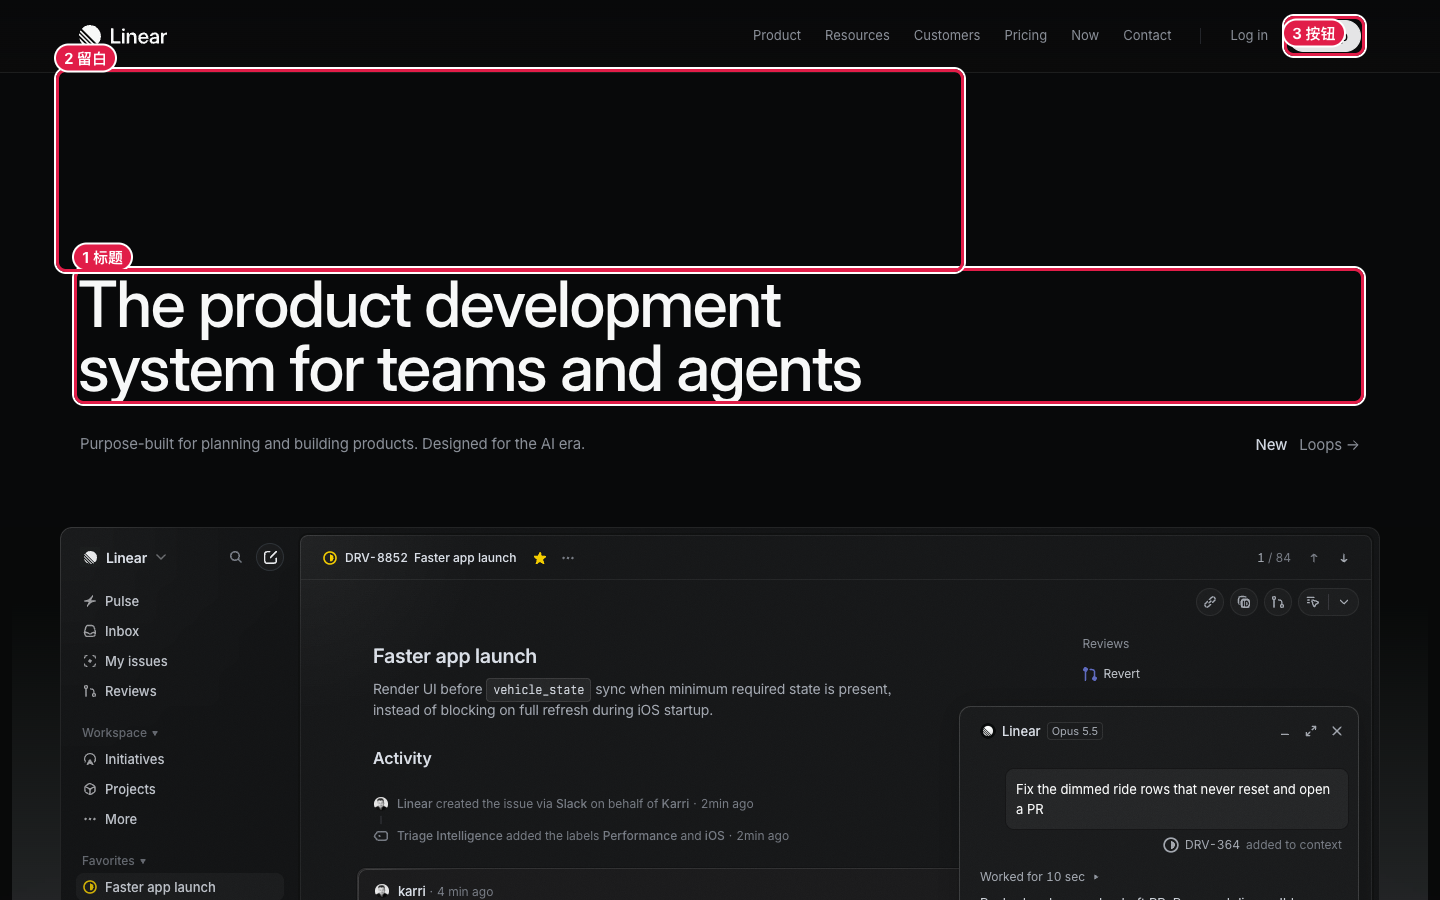 Linear
Product Resources Customers Pricing Now Contact Log in
3 按钮
2 留白
1 标题
The product development
system for teams and agents
Purpose-built for planning and building products. Designed for the AI era.
New Loops →
Linear
Pulse
Inbox
My issues
Reviews
Workspace
Initiatives
Projects
More
Favorites
Faster app launch
DRV-8852 Faster app launch
1 / 84
Faster app launch
Render UI before vehicle_state sync when minimum required state is present,
instead of blocking on full refresh during iOS startup.
Activity
Linear created the issue via Slack on behalf of Karri · 2min ago
Triage Intelligence added the labels Performance and iOS · 2min ago
karri · 4 min ago
Reviews
Revert
Linear Opus 5.5
Fix the dimmed ride rows that never reset and open
a PR
DRV-364 added to context
Worked for 10 sec